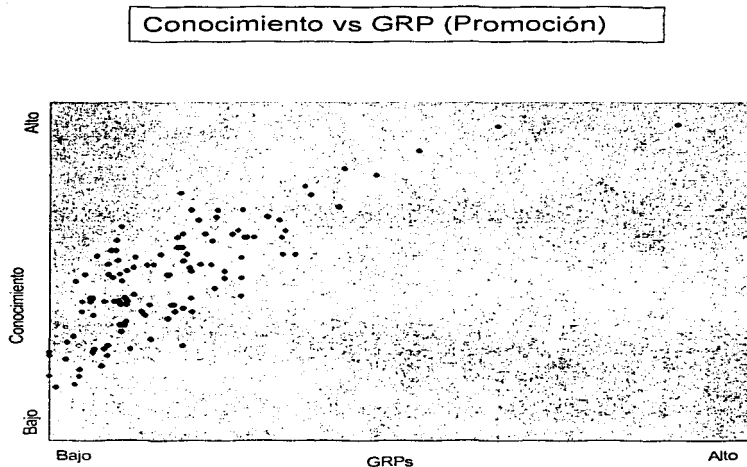 Conocimiento vs GRP (Promoción)
Alto
Conocimiento
Bajo
Bajo
GRPs
Alto